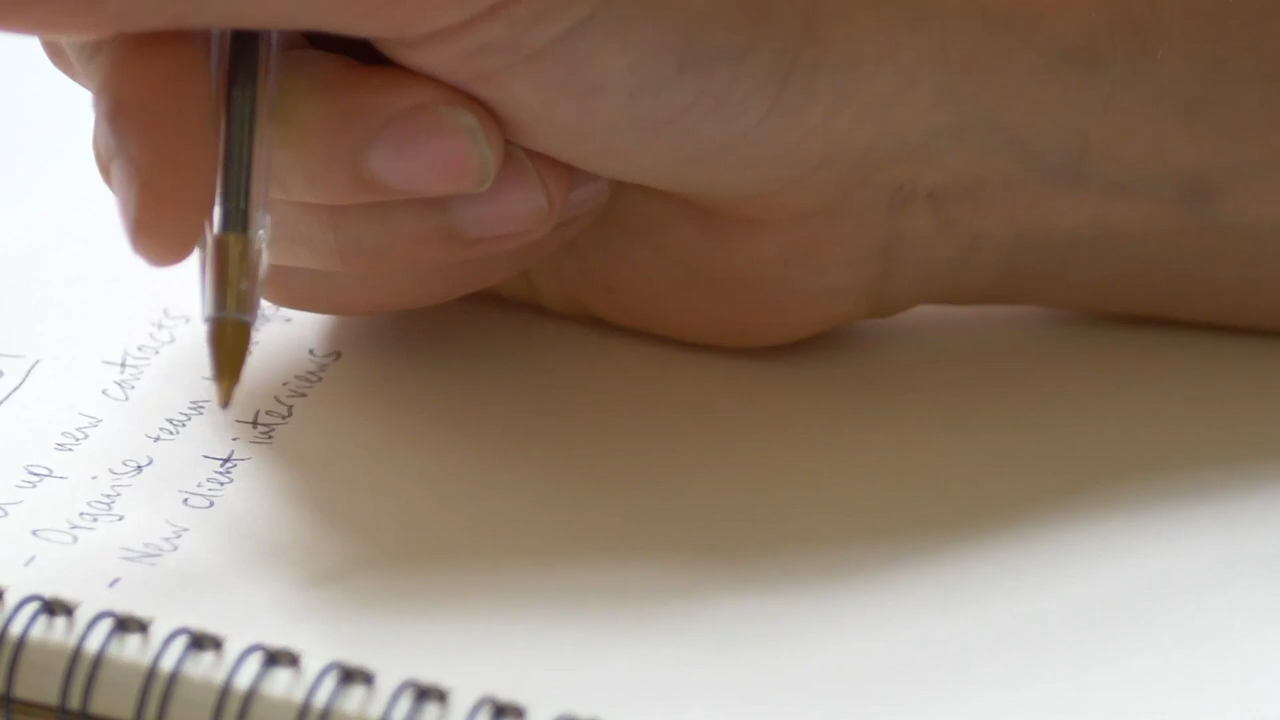 up new contracts
- Organise team
- New client interviews